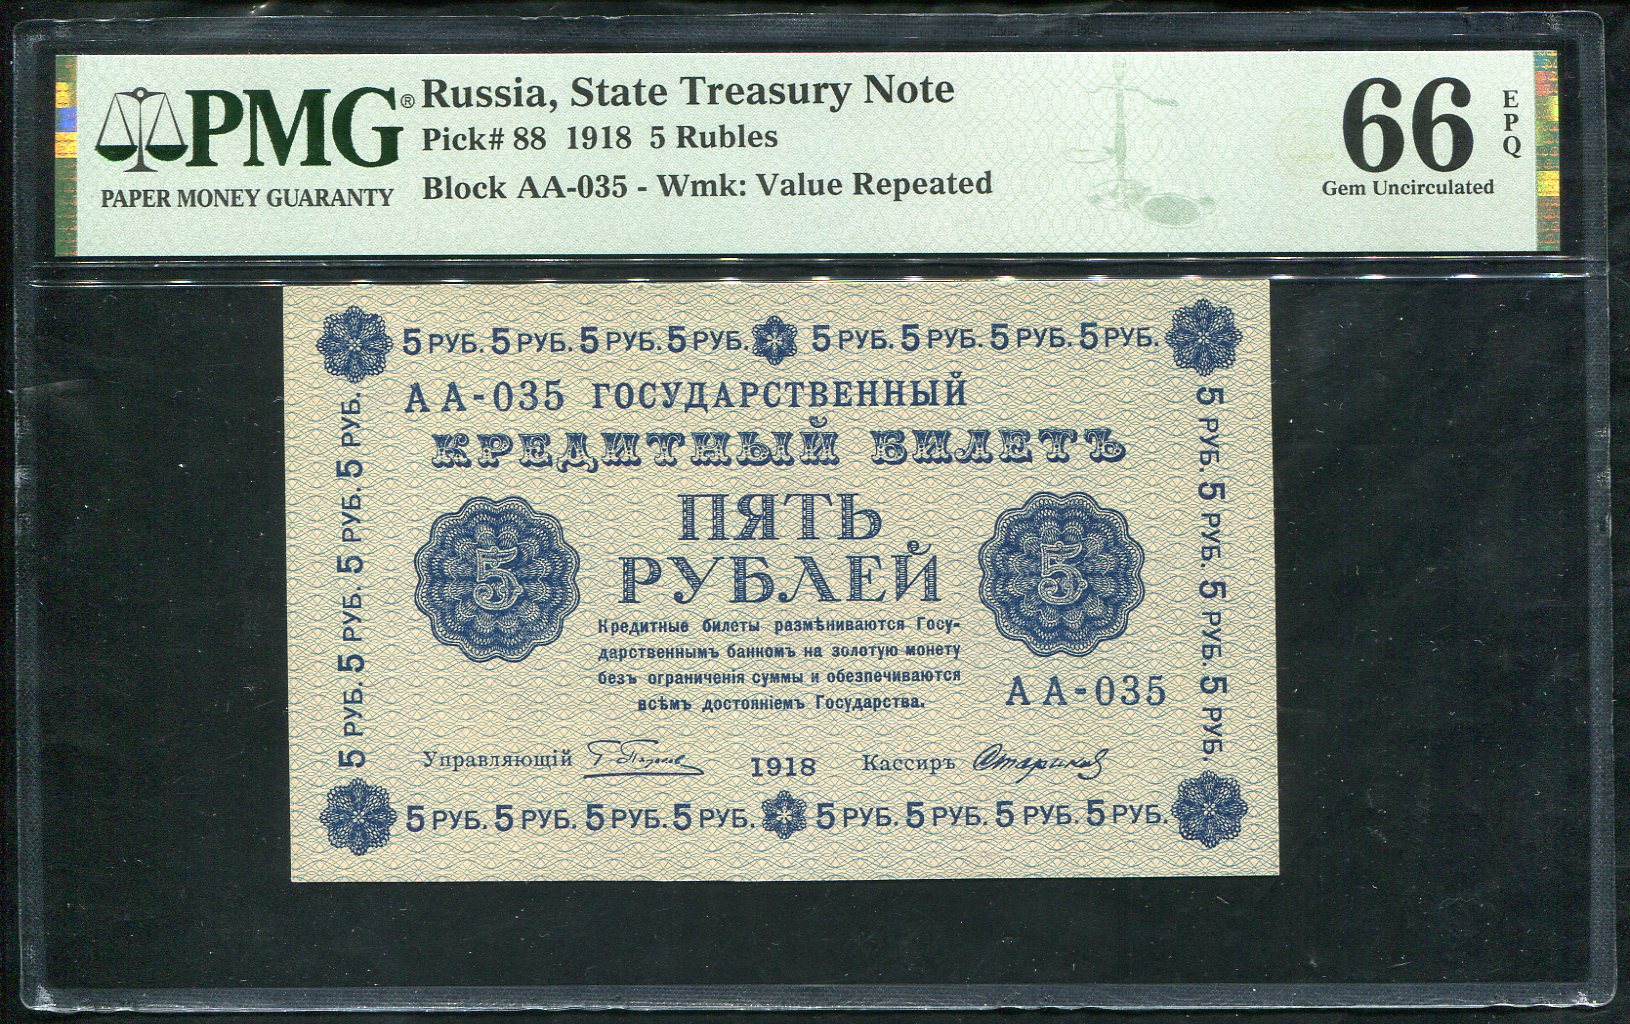 PMG®
PAPER MONEY GUARANTY
Russia, State Treasury Note
Pick# 88 1918 5 Rubles
Block AA-035 - Wmk: Value Repeated
66
EPQ
Gem Uncirculated
5 РУБ. 5 РУБ. 5 РУБ. 5 РУБ. 5 РУБ. 5 РУБ. 5 РУБ. 5 РУБ.
АА-035 ГОСУДАРСТВЕННЫЙ
КРЕДИТНЫЙ БИЛЕТЪ
ПЯТЬ
РУБЛЕЙ
5
5
Кредитные билеты размѣниваются Госу-
дарственнымъ банкомъ на золотую монету
безъ ограниченія суммы и обезпечиваются
всѣмъ достояніемъ Государства.
АА-035
Управляющій
1918
Кассиръ
5 РУБ. 5 РУБ. 5 РУБ. 5 РУБ.
5 РУБ. 5 РУБ. 5 РУБ. 5 РУБ.
5 РУБ. 5 РУБ. 5 РУБ. 5 РУБ. 5 РУБ. 5 РУБ. 5 РУБ. 5 РУБ.